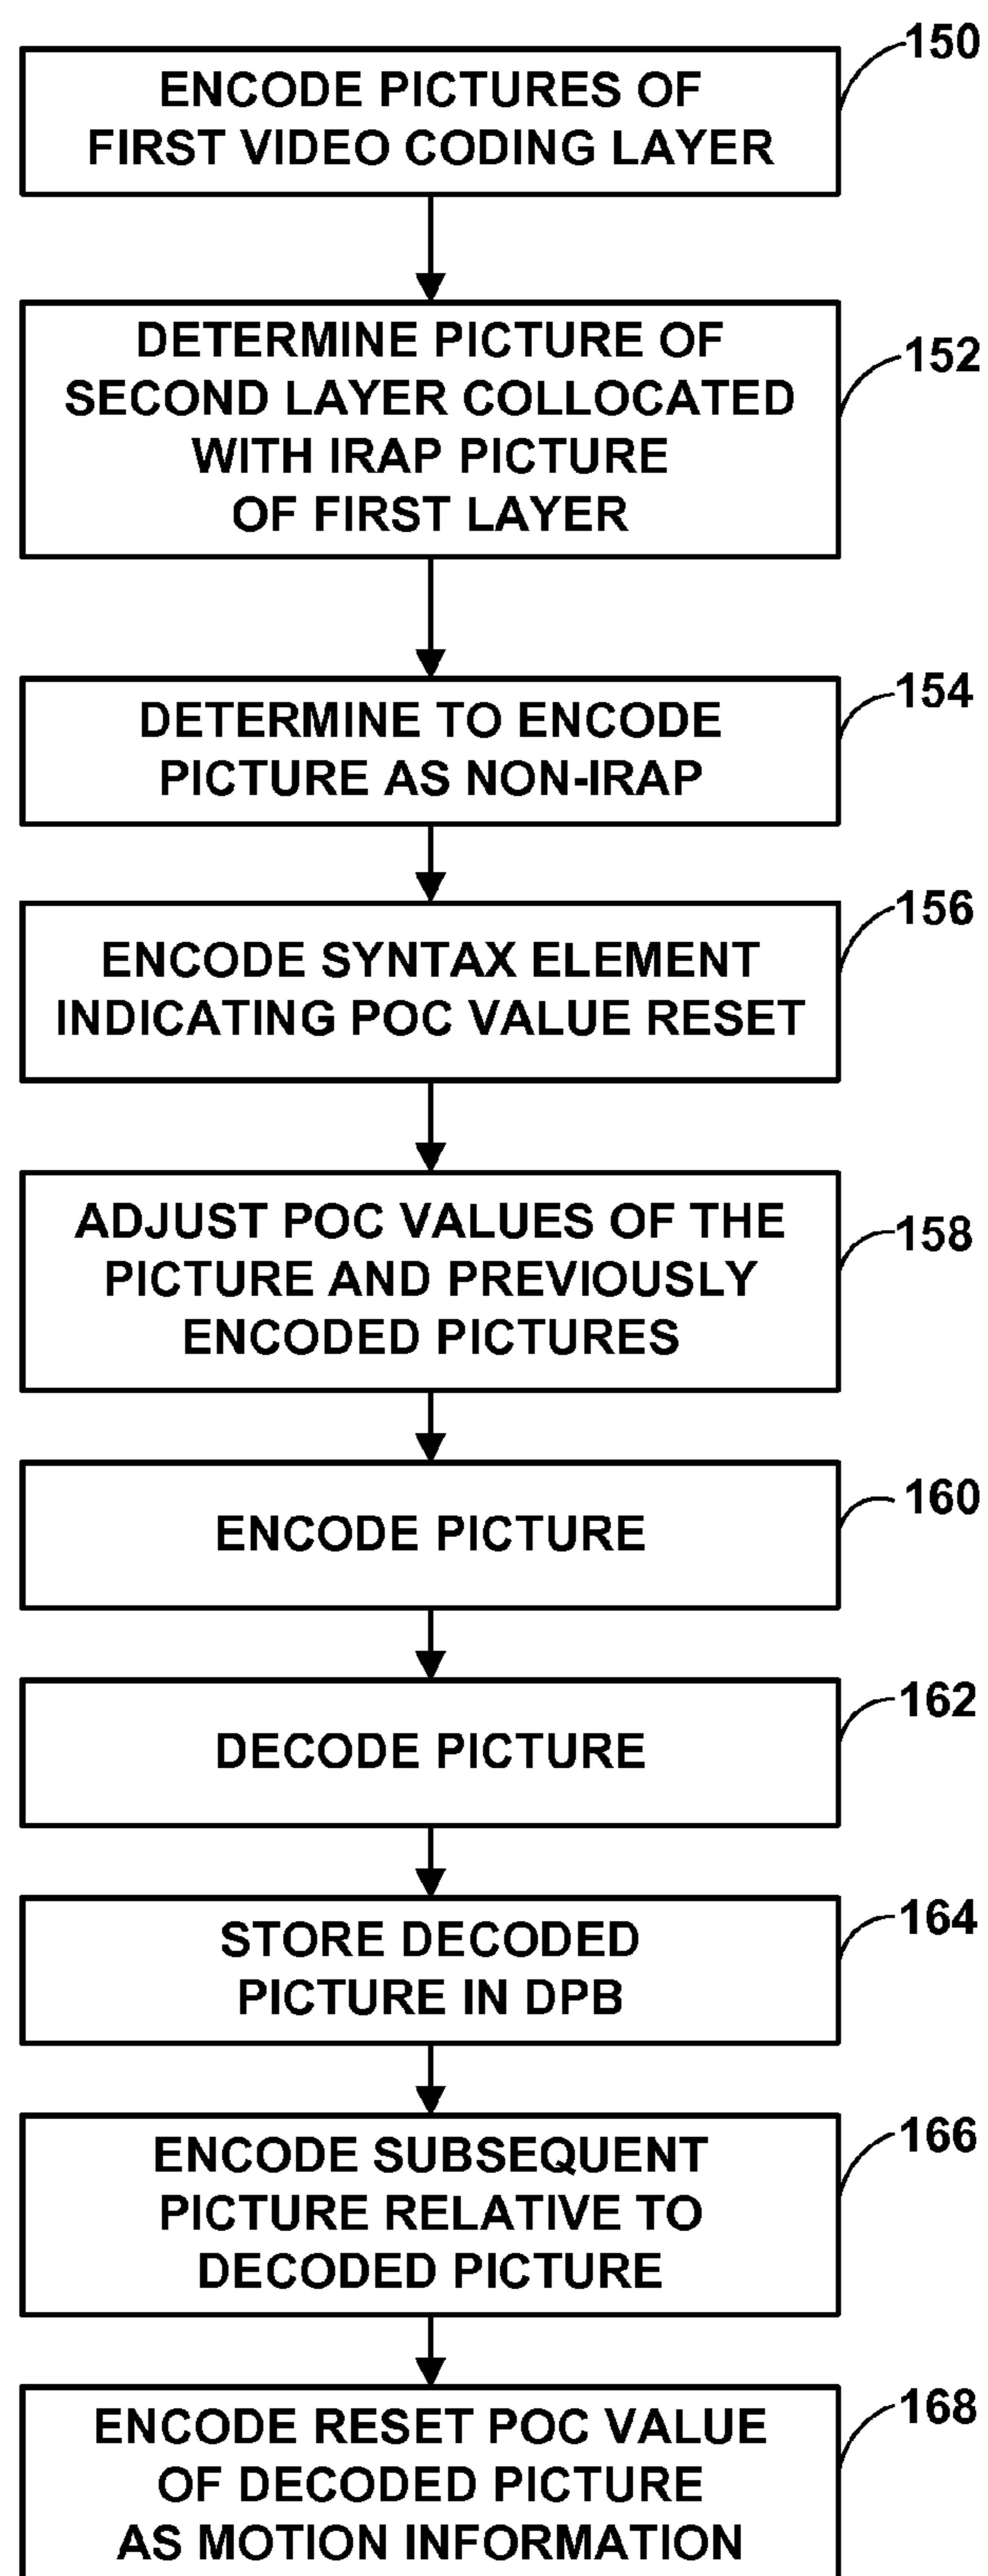 150
ENCODE PICTURES OF
FIRST VIDEO CODING LAYER
DETERMINE PICTURE OF
SECOND LAYER COLLOCATED
WITH IRAP PICTURE
OF FIRST LAYER
152
DETERMINE TO ENCODE
PICTURE AS NON-IRAP
154
ENCODE SYNTAX ELEMENT
INDICATING POC VALUE RESET
156
ADJUST POC VALUES OF THE
PICTURE AND PREVIOUSLY
ENCODED PICTURES
158
ENCODE PICTURE
160
DECODE PICTURE
162
STORE DECODED
PICTURE IN DPB
164
ENCODE SUBSEQUENT
PICTURE RELATIVE TO
DECODED PICTURE
166
ENCODE RESET POC VALUE
OF DECODED PICTURE
AS MOTION INFORMATION
168